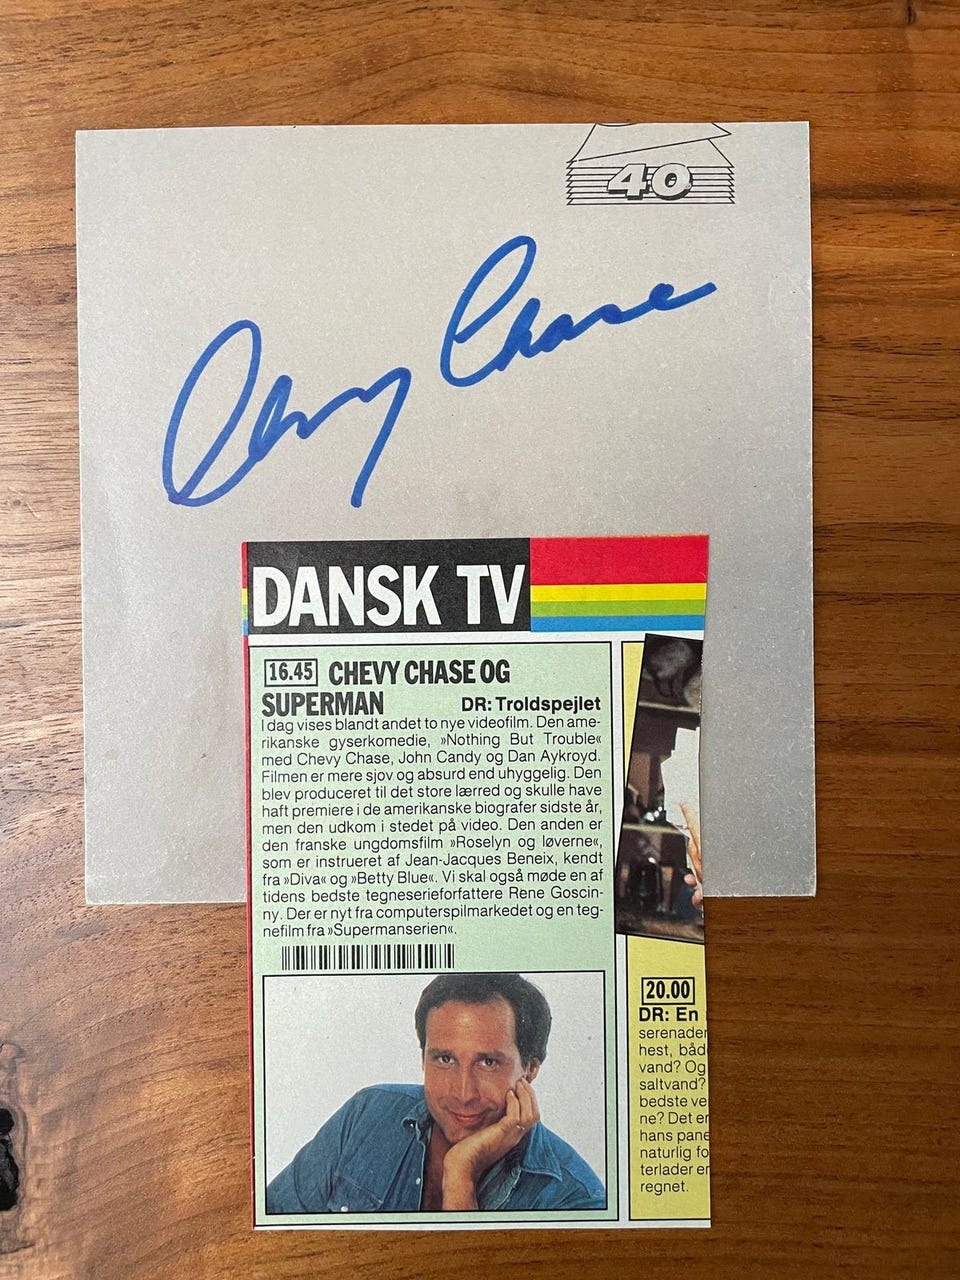 40
Chevy Chase
DANSK TV
16.45 CHEVY CHASE OG
SUPERMAN DR: Troldspejlet
I dag vises blandt andet to nye videofilm. Den ame-
rikanske gyserkomedie, »Nothing But Trouble«
med Chevy Chase, John Candy og Dan Aykroyd.
Filmen er mere sjov og absurd end uhyggelig. Den
blev produceret til det store lærred og skulle have
haft premiere i de amerikanske biografer sidste år,
men den udkom i stedet på video. Den anden er
den franske ungdomsfilm »Roselyn og løverne«,
som er instrueret af Jean-Jacques Beneix, kendt
fra »Diva« og »Betty Blue«. Vi skal også møde en af
tidens bedste tegneserieforfattere Rene Goscin-
ny. Der er nyt fra computerspilmarkedet og en teg-
nefilm fra »Supermanserien«.
20.00
DR: En
serenader
hest, båd
vand? Og
saltvand?
bedste ve
ne? Det er
hans pane
naturlig fo
terlader er
regnet.